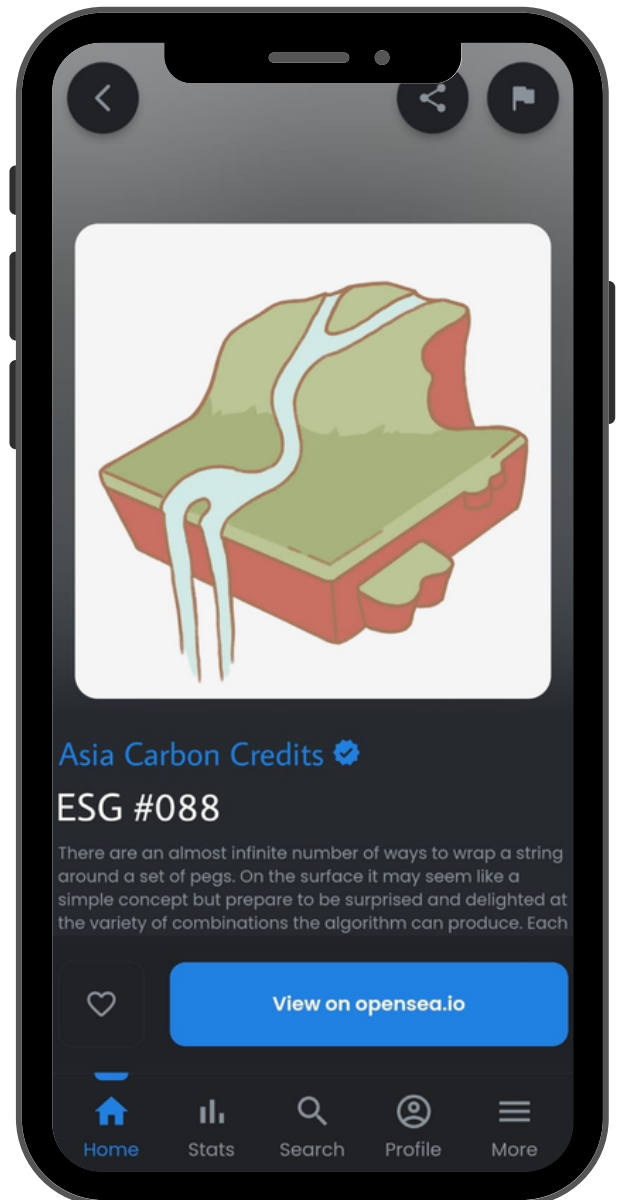 Asia Carbon Credits
ESG #088
There are an almost infinite number of ways to wrap a string
around a set of pegs. On the surface it may seem like a
simple concept but prepare to be surprised and delighted at
the variety of combinations the algorithm can produce. Each
View on opensea.io
Home Stats Search Profile More